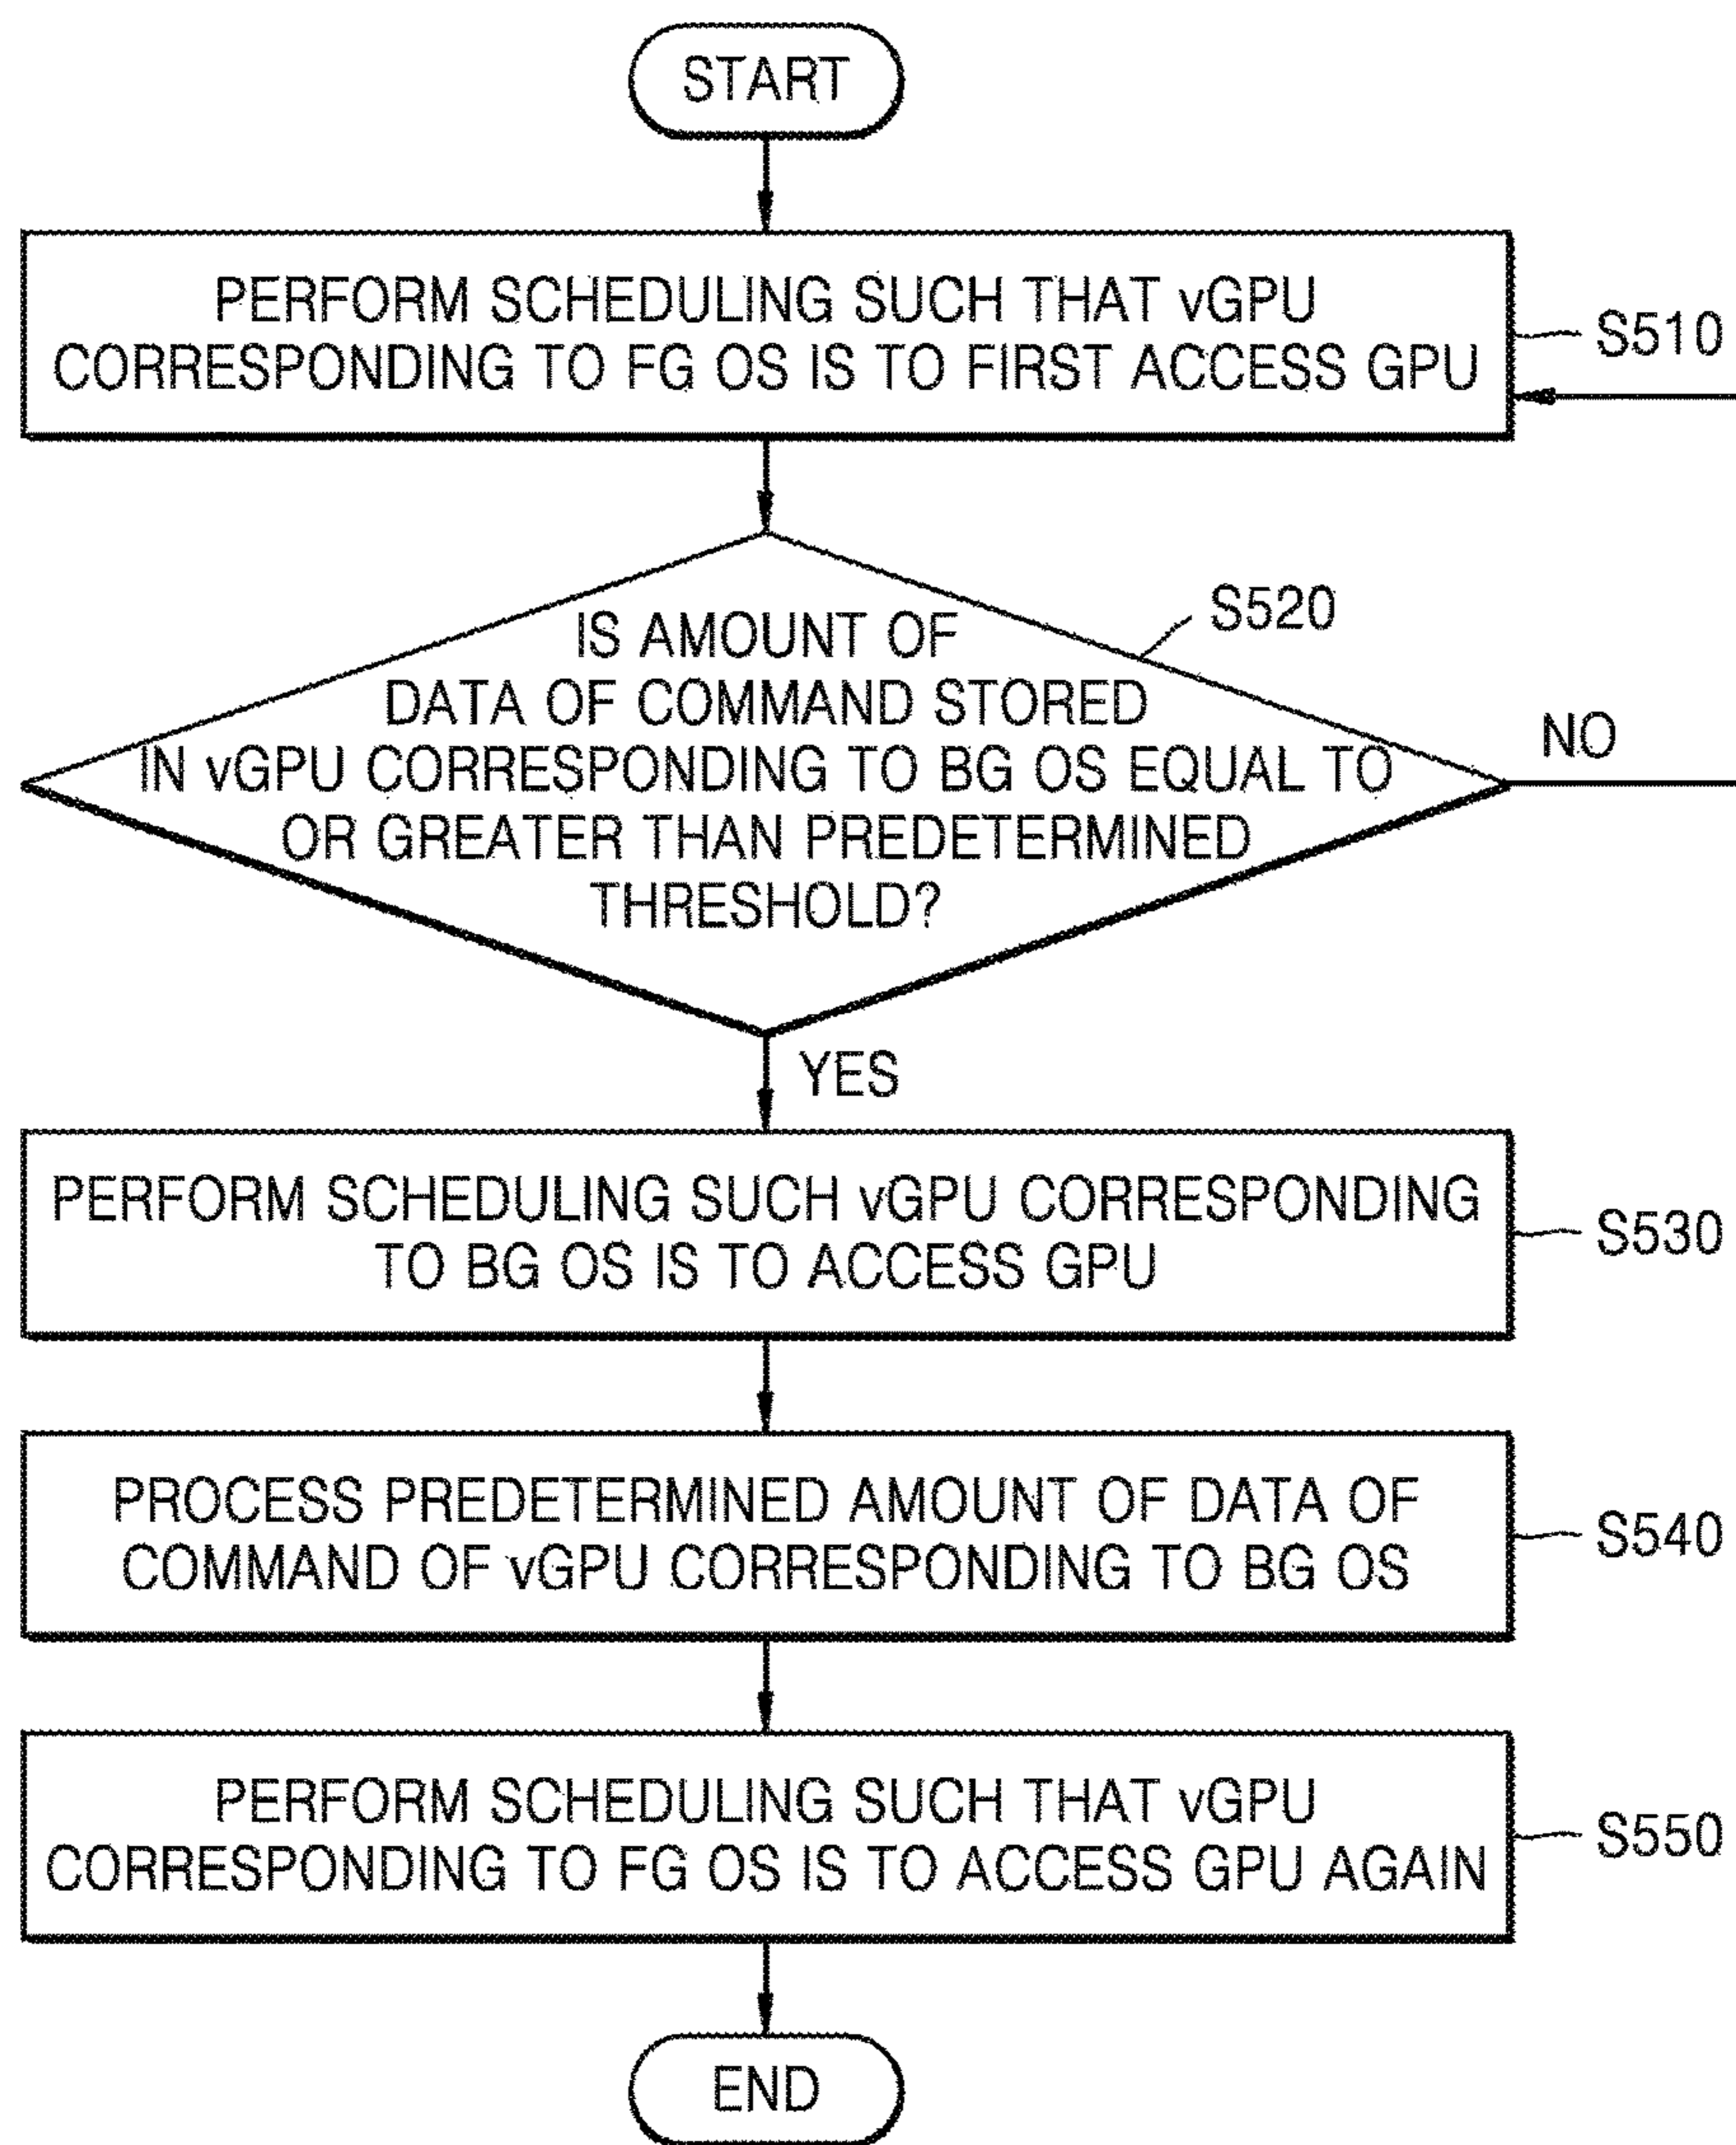 START
PERFORM SCHEDULING SUCH THAT vGPU
CORRESPONDING TO FG OS IS TO FIRST ACCESS GPU
S510
IS AMOUNT OF
DATA OF COMMAND STORED
IN vGPU CORRESPONDING TO BG OS EQUAL TO
OR GREATER THAN PREDETERMINED
THRESHOLD?
S520
NO
YES
PERFORM SCHEDULING SUCH vGPU CORRESPONDING
TO BG OS IS TO ACCESS GPU
S530
PROCESS PREDETERMINED AMOUNT OF DATA OF
COMMAND OF vGPU CORRESPONDING TO BG OS
S540
PERFORM SCHEDULING SUCH THAT vGPU
CORRESPONDING TO FG OS IS TO ACCESS GPU AGAIN
S550
END